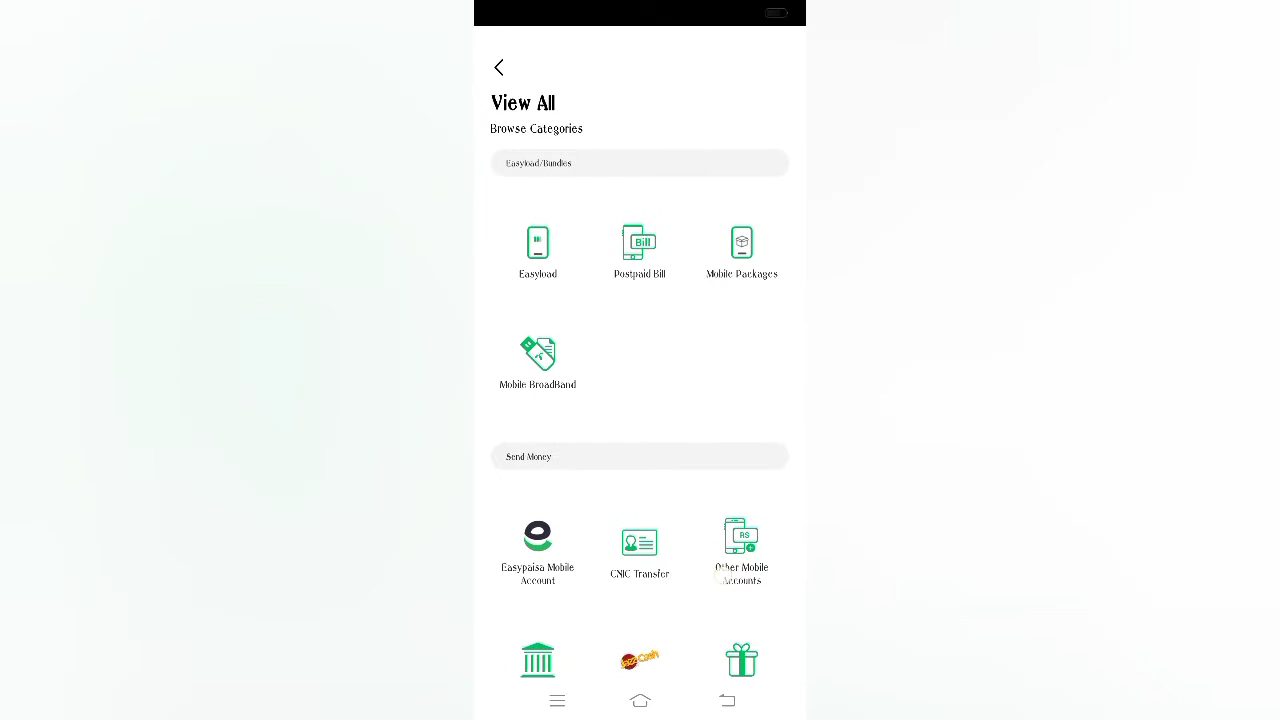 View All
Browse Categories
Easyload/Bundles
Bill
Easyload
Postpaid Bill
Mobile Packages
Mobile BroadBand
Send Money
RS
Easypaisa Mobile
Account
CNIC Transfer
Other Mobile
Accounts
JazzCash